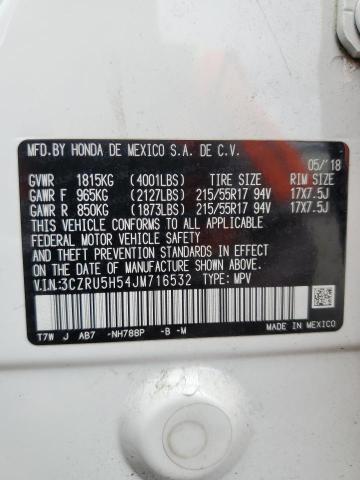 MFD.BY HONDA DE MEXICO S.A. DE C.V.
05/'18
GVWR 1815KG (4001LBS) TIRE SIZE RIM SIZE
GAWR F 965KG (2127LBS) 215/55R17 94V 17X7.5J
GAWR R 850KG (1873LBS) 215/55R17 94V 17X7.5J
THIS VEHICLE CONFORMS TO ALL APPLICABLE
FEDERAL MOTOR VEHICLE SAFETY STANDARDS IN
EFFECT ON THE DATE OF MANUFACTURE SHOWN ABOVE.
V.I.N:3CZRU5H54JM716532 TYPE: MPV
T7W J AB7 -NH788P -B -M
MADE IN MEXICO